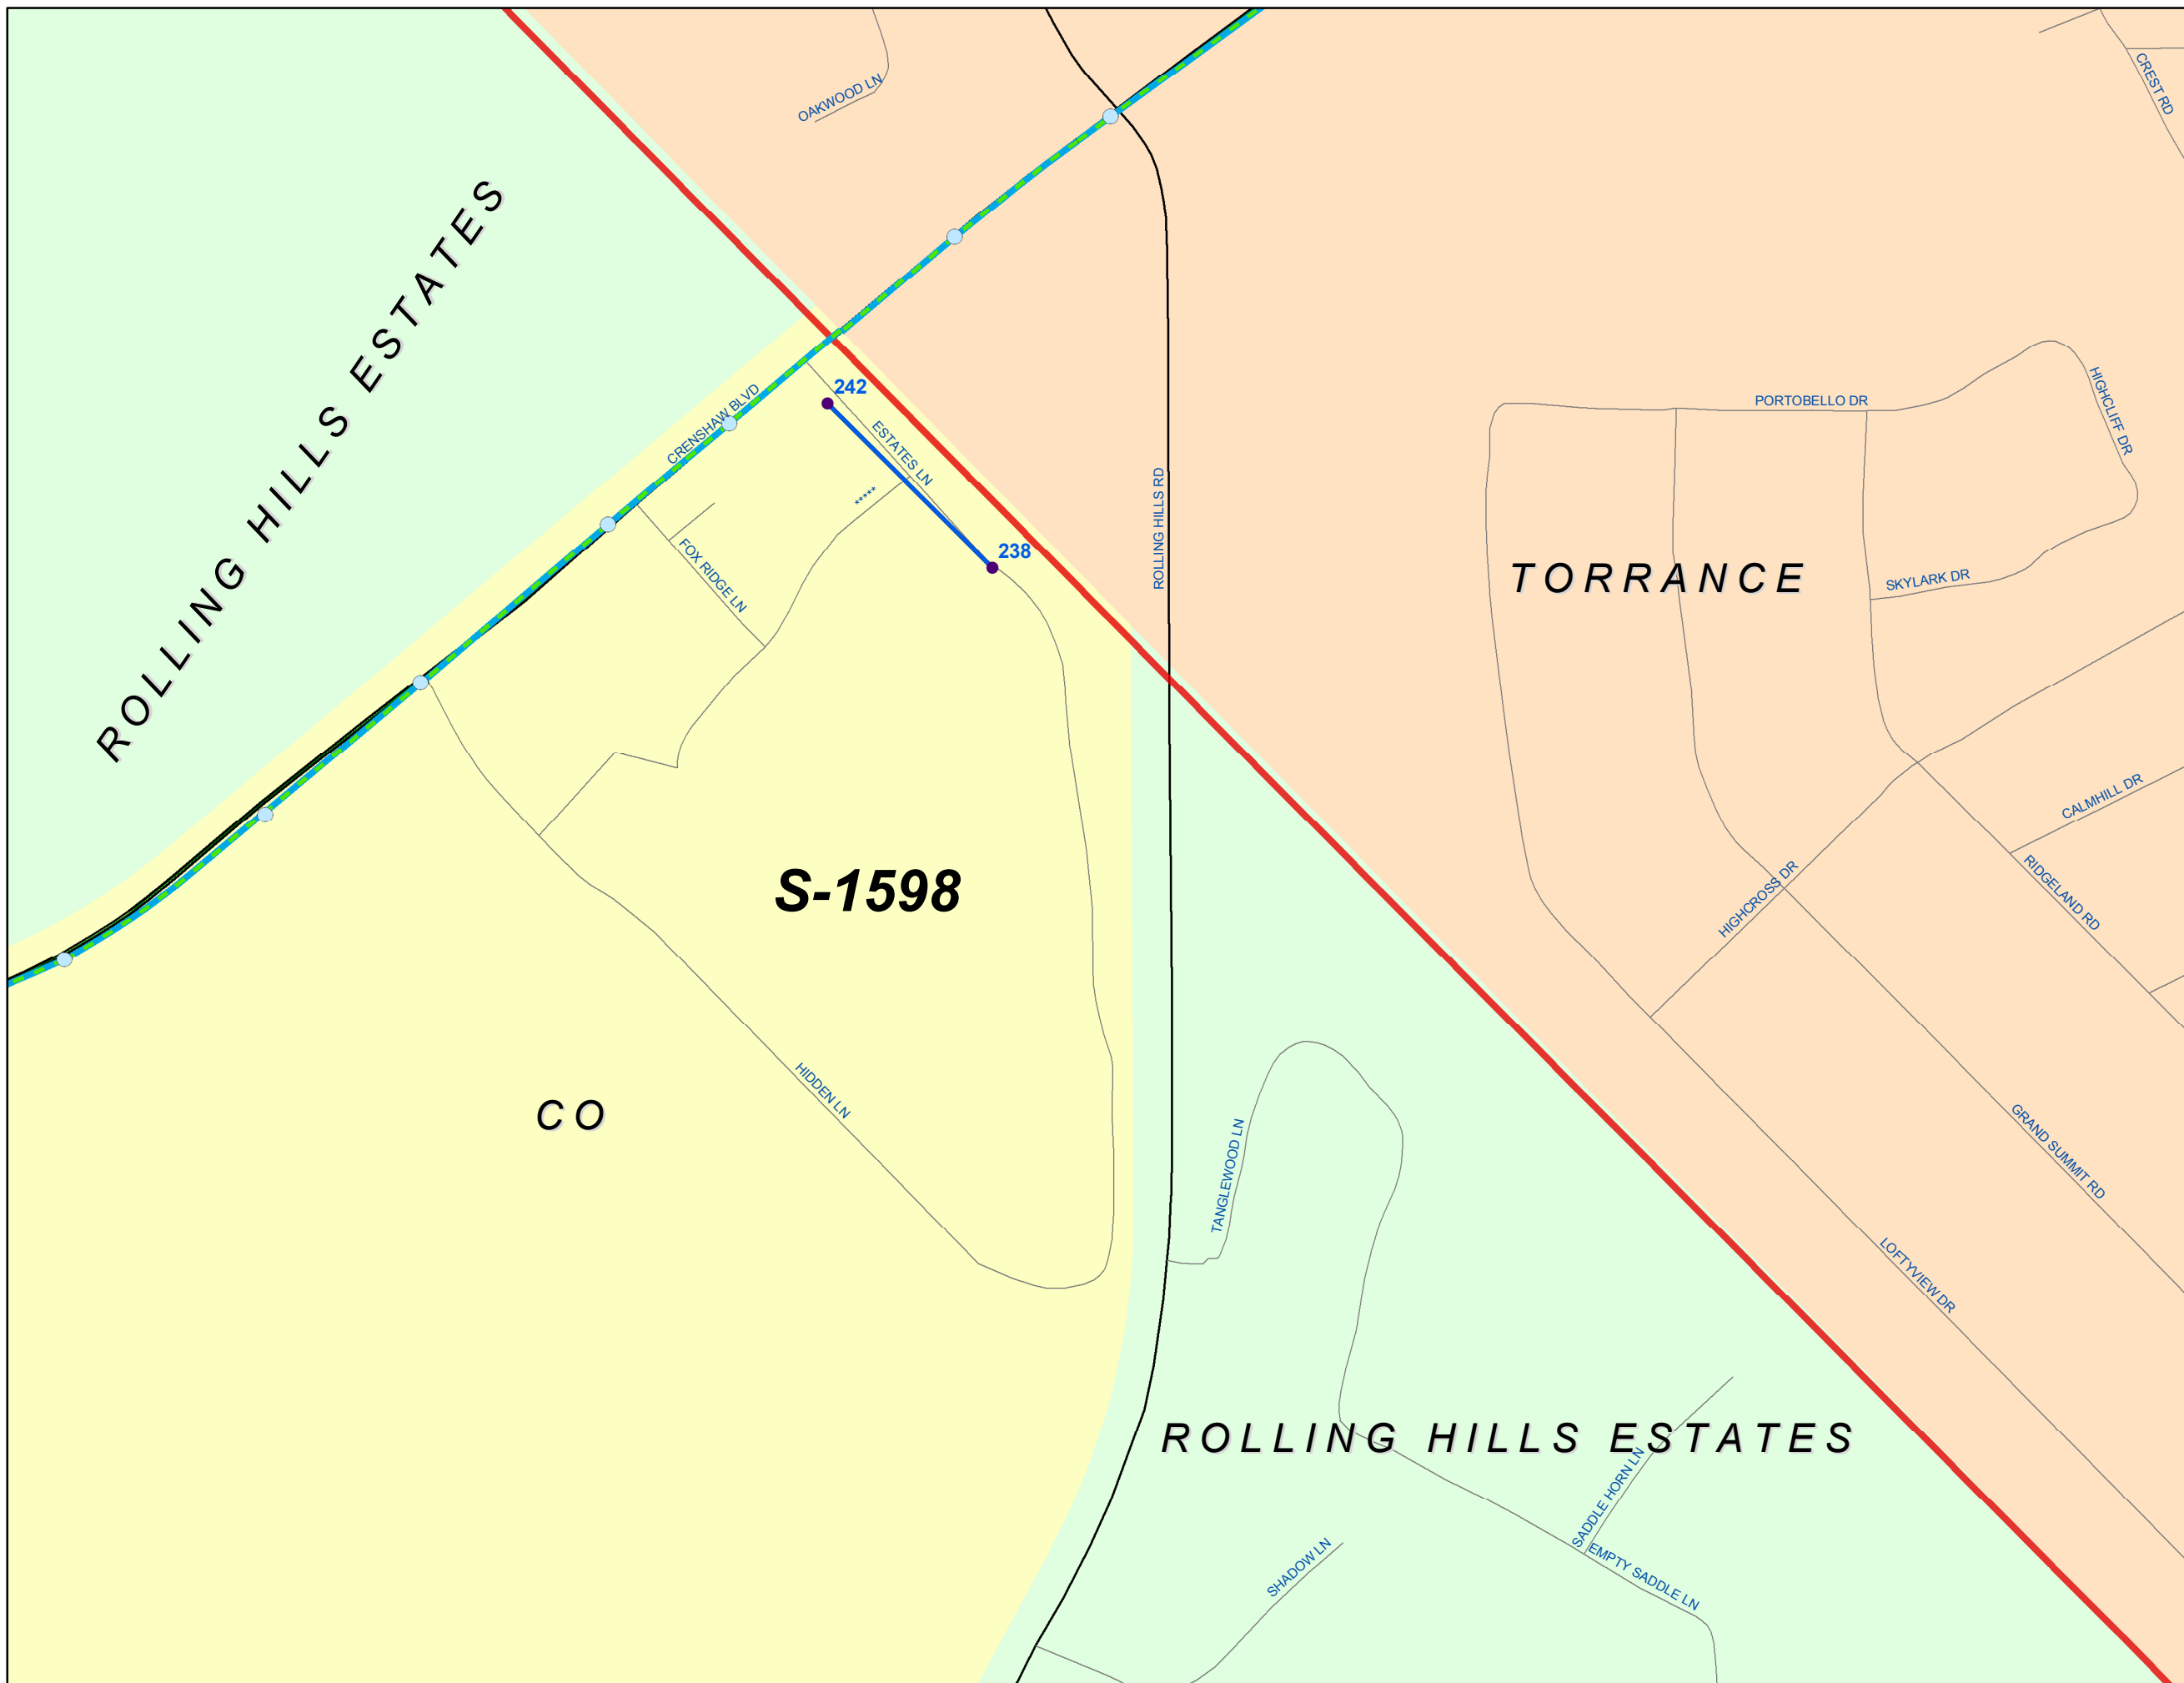 OAKWOOD LN
CREST RD
ROLLING HILLS ESTATES
242
CRENSHAW BLVD
ESTATES LN
PORTOBELLO DR
HIGHCLIFF DR
*****
238
ROLLING HILLS RD
FOX RIDGE LN
TORRANCE
SKYLARK DR
CALMHILL DR
S-1598
HIGHCROSS DR
RIDGELAND RD
HIDDEN LN
CO
TANGLEWOOD LN
GRAND SUMMIT RD
LOFTYVIEW DR
ROLLING HILLS ESTATES
SADDLE HORN LN
SHADOW LN
EMPTY SADDLE LN